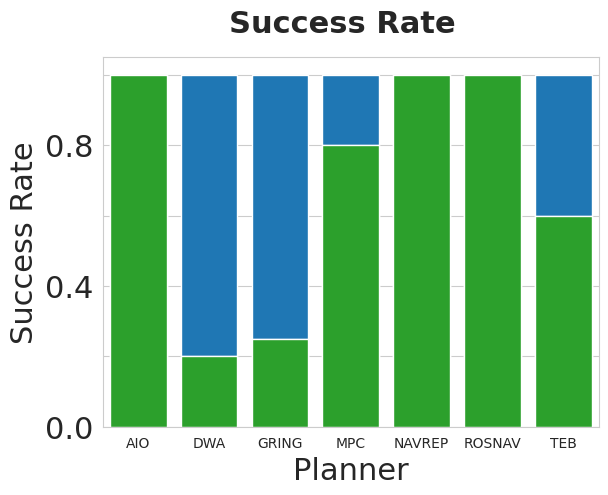 Success Rate
Success Rate
0.8
0.4
0.0
AIO DWA GRING MPC NAVREP ROSNAV TEB
Planner